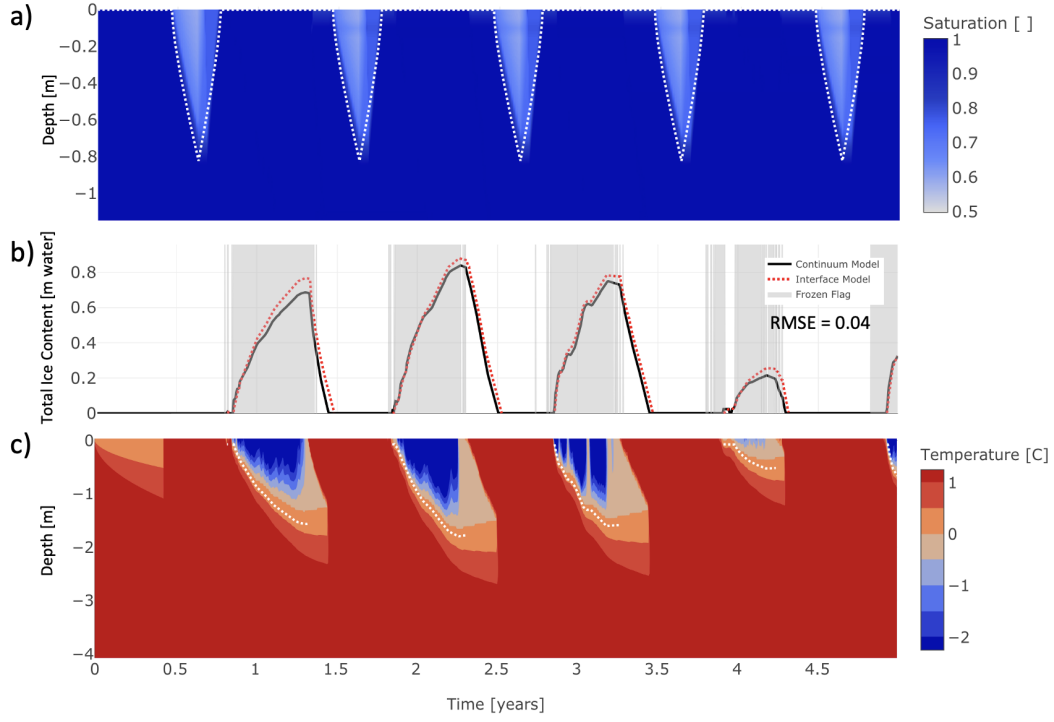 a)
Depth [m]
0
−0.2
−0.4
−0.6
−0.8
−1
Saturation [ ]
1
0.9
0.8
0.7
0.6
0.5
b)
Total Ice Content [m water]
0.8
0.6
0.4
0.2
0
Continuum Model
Interface Model
Frozen Flag
RMSE = 0.04
c)
Depth [m]
0
−1
−2
−3
−4
0
0.5
1
1.5
2
2.5
3
3.5
4
4.5
Time [years]
Temperature [C]
1
0
−1
−2